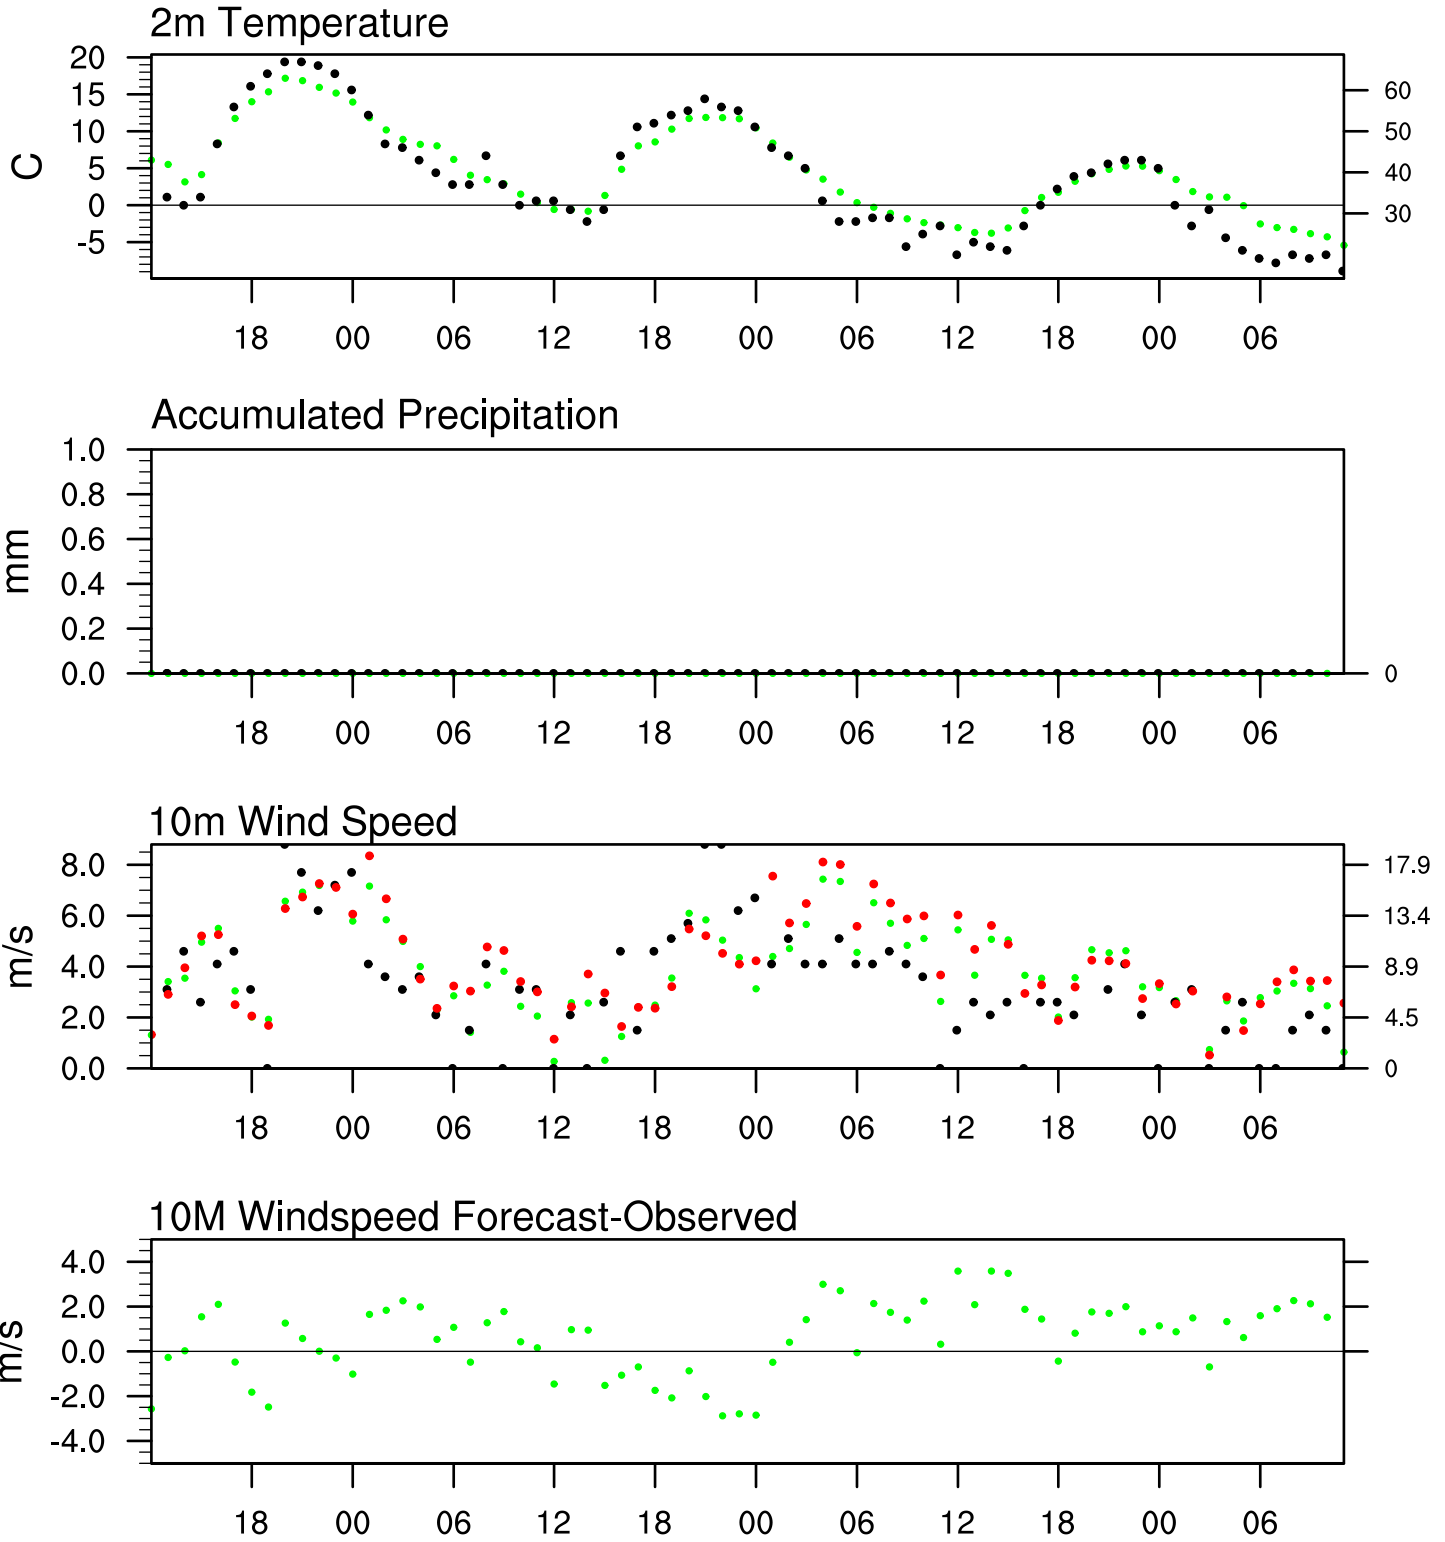 2m Temperature
20
15
10
5
0
-5
C
60
50
40
30
18 00 06 12 18 00 06 12 18 00 06
Accumulated Precipitation
1.0
0.8
0.6
0.4
0.2
0.0
mm
0
18 00 06 12 18 00 06 12 18 00 06
10m Wind Speed
8.0
6.0
4.0
2.0
0.0
m/s
17.9
13.4
8.9
4.5
0
18 00 06 12 18 00 06 12 18 00 06
10M Windspeed Forecast-Observed
4.0
2.0
0.0
-2.0
-4.0
m/s
18 00 06 12 18 00 06 12 18 00 06